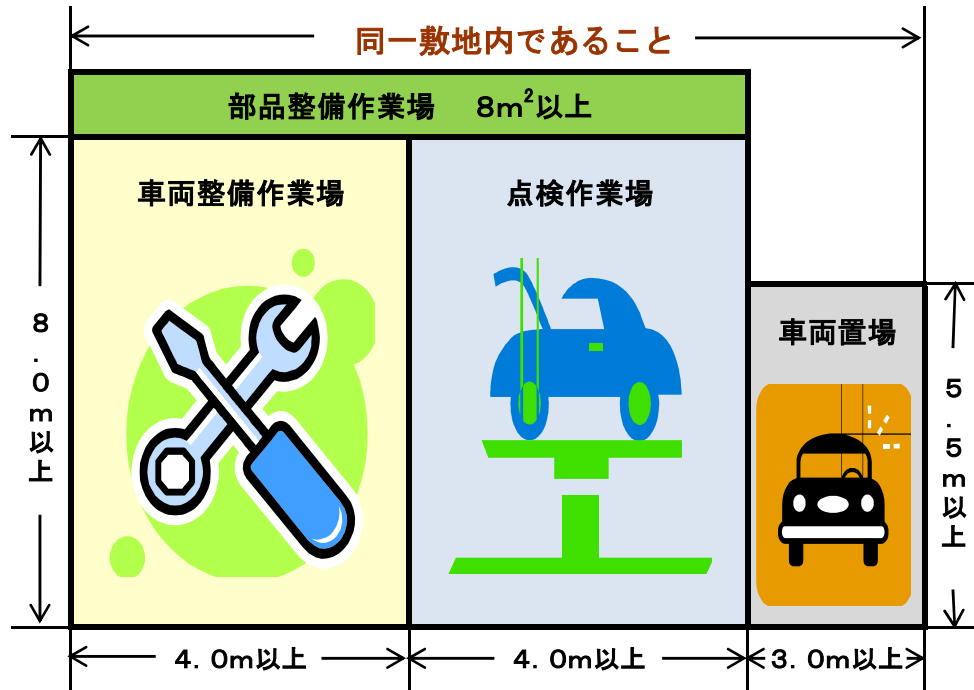 同一敷地内であること
部品整備作業場　８ｍ²以上
車両整備作業場
点検作業場
車両置場
８．０ｍ以上
５．５ｍ以上
４．０ｍ以上
４．０ｍ以上
３．０ｍ以上